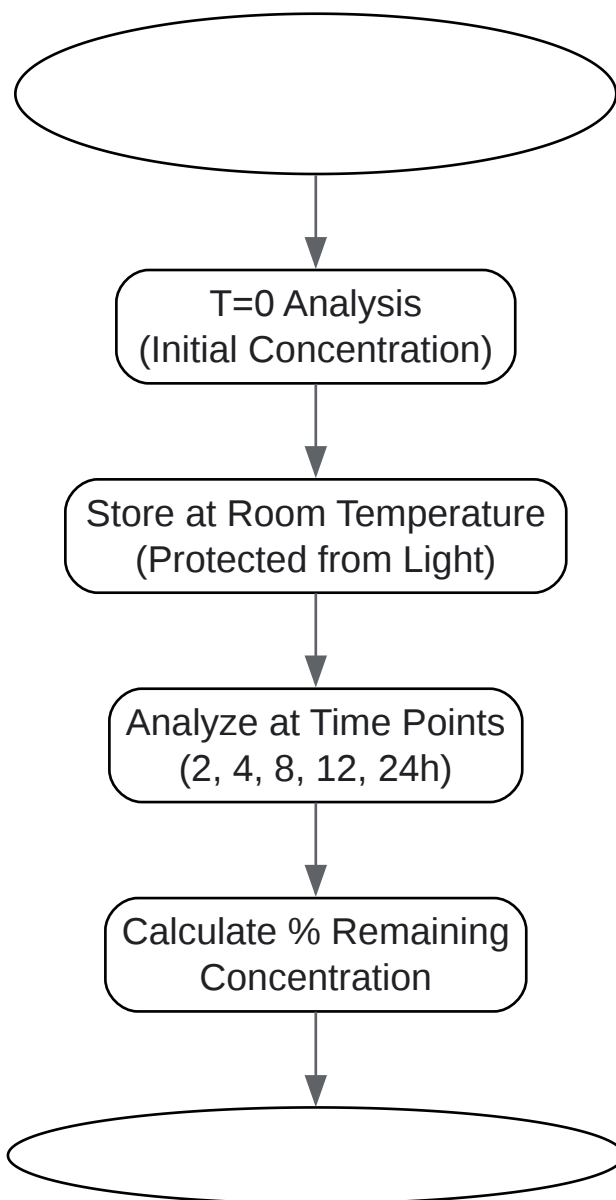 T=0 Analysis
(Initial Concentration)
Store at Room Temperature
(Protected from Light)
Analyze at Time Points
(2, 4, 8, 12, 24h)
Calculate % Remaining
Concentration